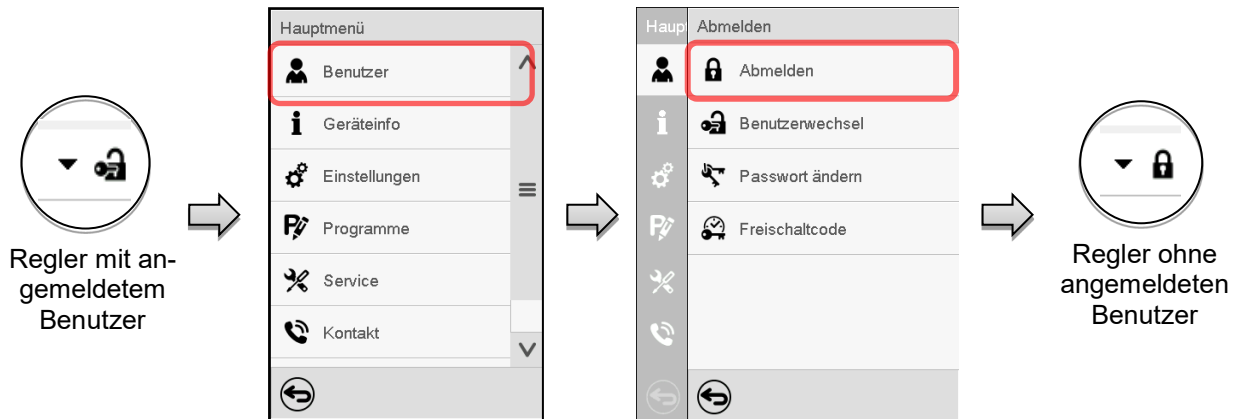 Regler mit an-
gemeldetem
Benutzer
Hauptmenü
Benutzer
Geräteinfo
Einstellungen
Programme
Service
Kontakt
Haup
Abmelden
Abmelden
Benutzerwechsel
Passwort ändern
Freischaltcode
Regler ohne
angemeldeten
Benutzer